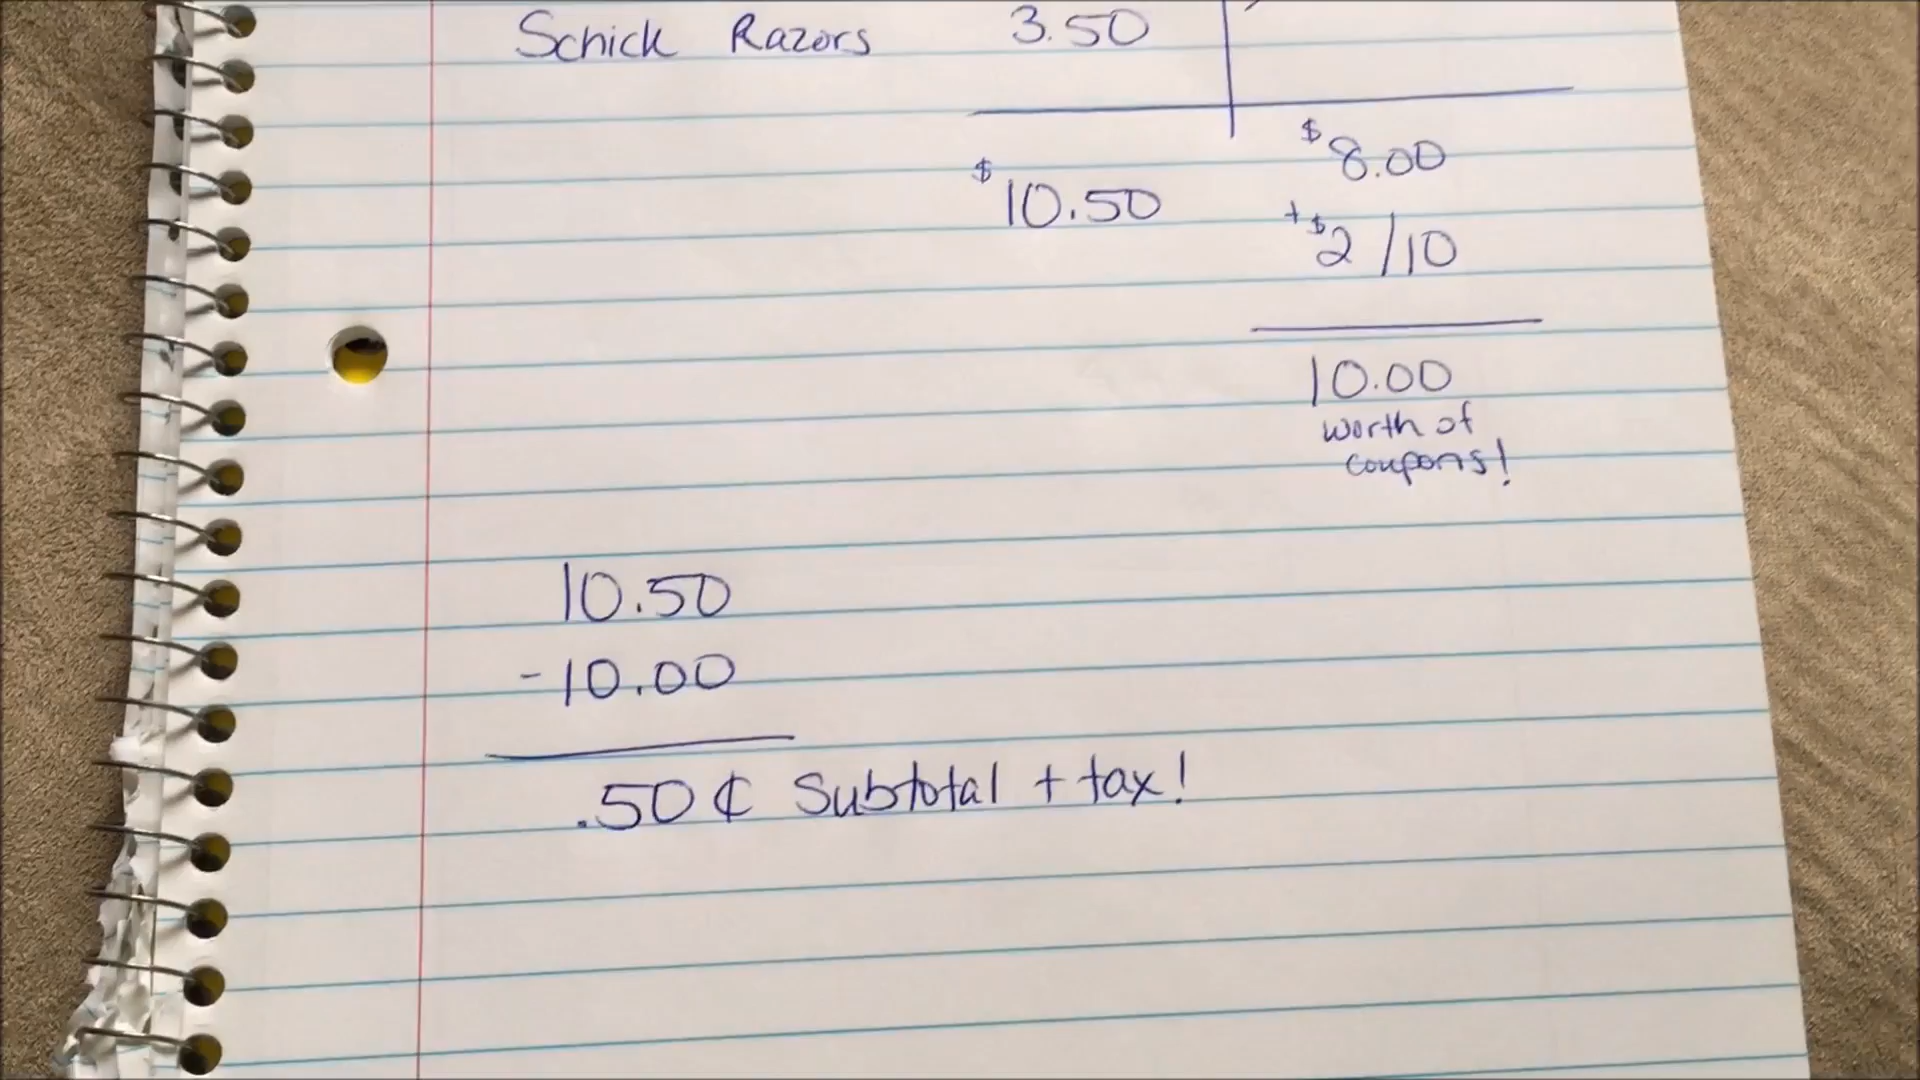 Schick Razors 3.50
$8.00
$10.50
+$2 /10
10.00
worth of
coupons!
10.50
-10.00
.50¢ Subtotal + tax!